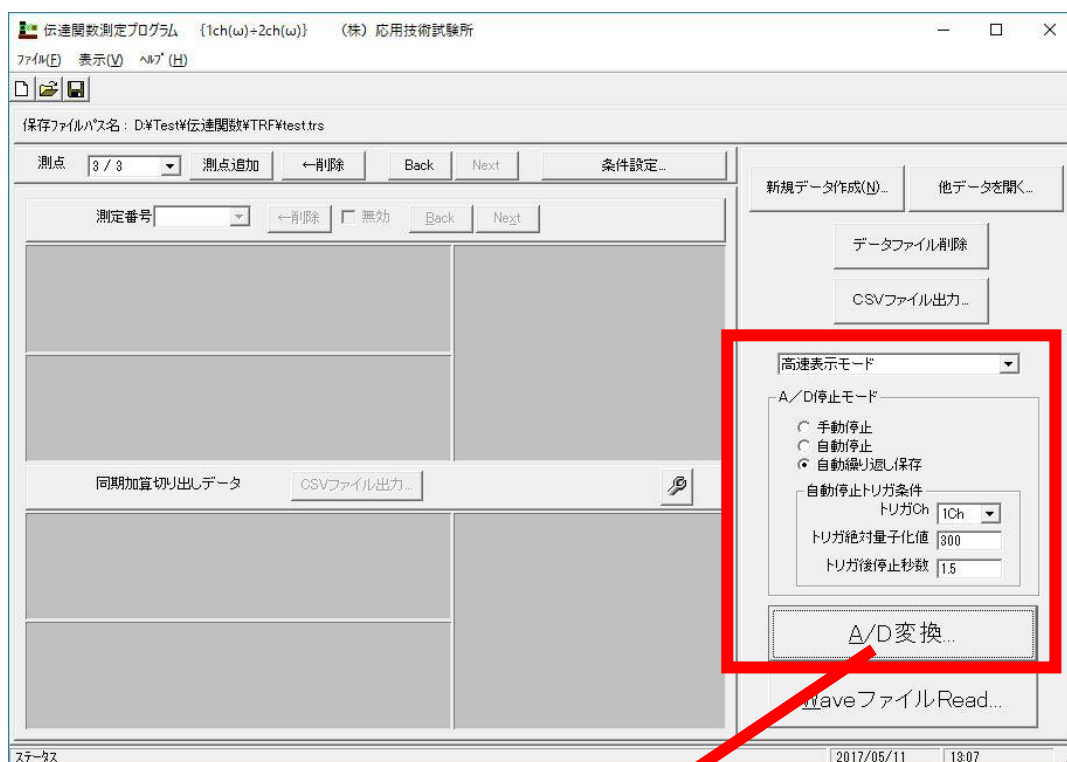 伝達関数測定プログラム {1ch(ω)÷2ch(ω)} (株)応用技術試験所
ファイル(F) 表示(V) ヘルプ(H)
保存ファイルパス名: D:¥Test¥伝達関数¥TRF¥test.trs
測点 3 / 3 測点追加 ←削除 Back Next 条件設定...
新規データ作成(N)... 他データを開く...
測定番号 ←削除 無効 Back Next
データファイル削除
CSVファイル出力...
高速表示モード
A/D停止モード
手動停止
自動停止
自動繰り返し保存
同期加算切り出しデータ CSVファイル出力...
自動停止トリガ条件
トリガCh 1Ch
トリガ絶対量子化値 300
トリガ後停止秒数 1.5
A/D変換...
WaveファイルRead...
ステータス 2017/05/11 13:07